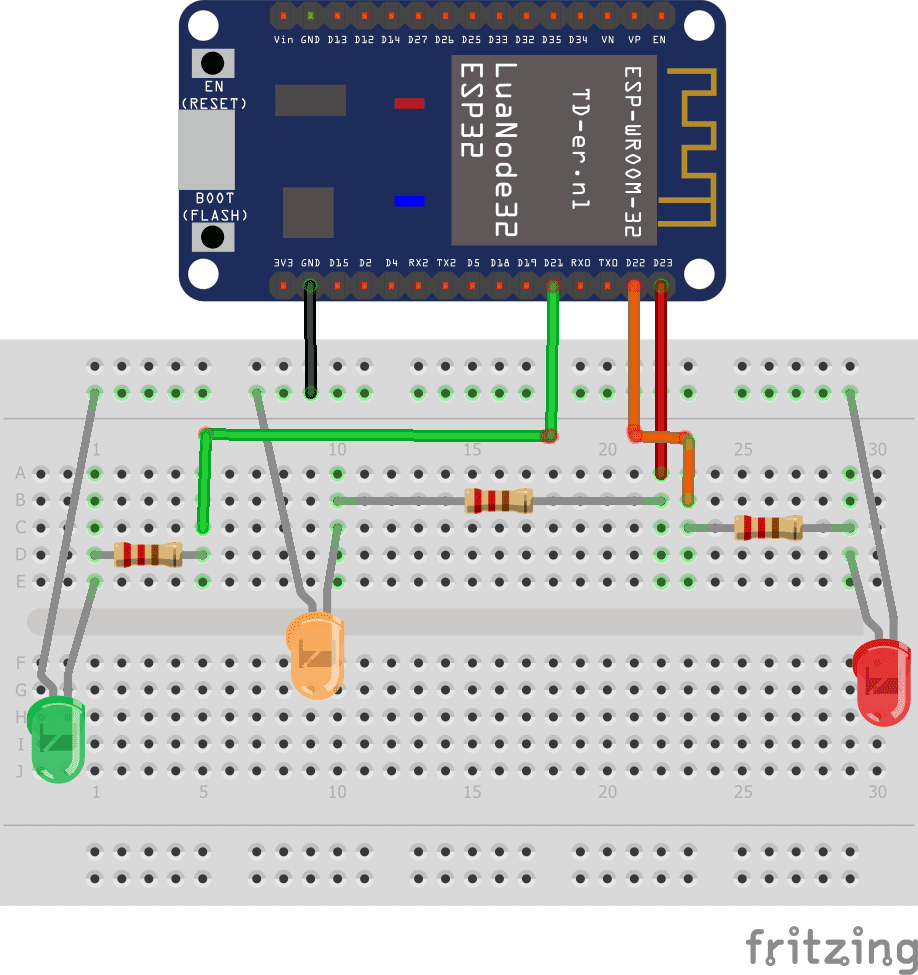 Vin GND D13 D12 D14 D27 D26 D25 D33 D32 D35 D34 VN VP EN
EN
(RESET)
BOOT
(FLASH)
ESP32
LuaNode32
TD-er.nl
ESP-WROOM-32
3V3 GND D15 D2 D4 RX2 TX2 D5 D18 D19 D21 RX0 TX0 D22 D23
1 10 15 20 25 30
A
B
C
D
E
F
G
H
I
J
1 5 10 15 20 25 30
fritzing